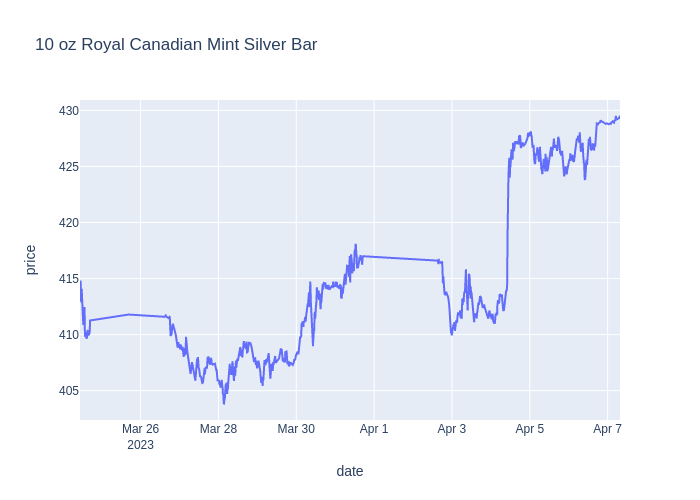 10 oz Royal Canadian Mint Silver Bar
430
425
420
415
410
405
price
Mar 26
2023
Mar 28
Mar 30
Apr 1
Apr 3
Apr 5
Apr 7
date